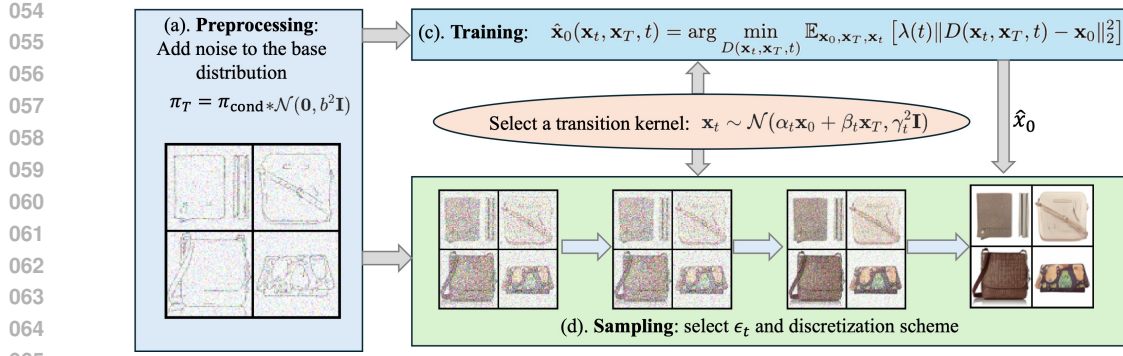 054
055
056
057
058
059
060
061
062
063
064
(a). Preprocessing:
Add noise to the base
distribution
π_T = π_cond * 𝒩(0, b²I)
(c). Training: x̂₀(x_t, x_T, t) = arg min_{D(x_t, x_T, t)} 𝔼_{x₀, x_T, x_t} [λ(t)‖D(x_t, x_T, t) − x₀‖₂²]
Select a transition kernel: x_t ∼ 𝒩(α_t x₀ + β_t x_T, γ_t² I)
x̂₀
(d). Sampling: select ϵ_t and discretization scheme